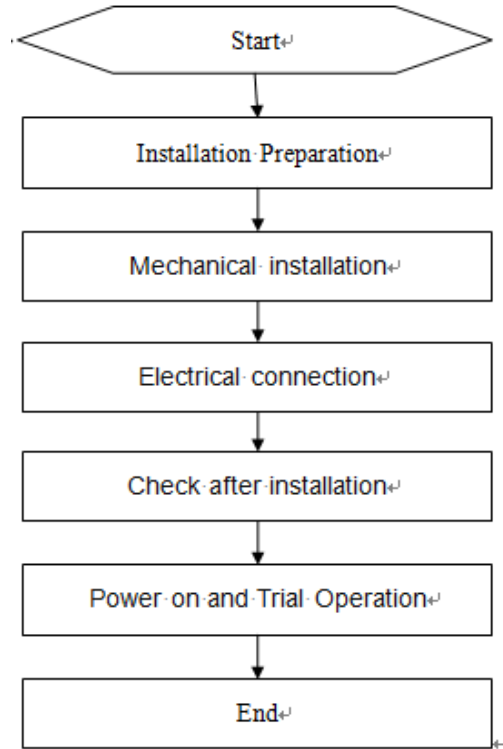 Start
Installation Preparation
Mechanical installation
Electrical connection
Check after installation
Power on and Trial Operation
End